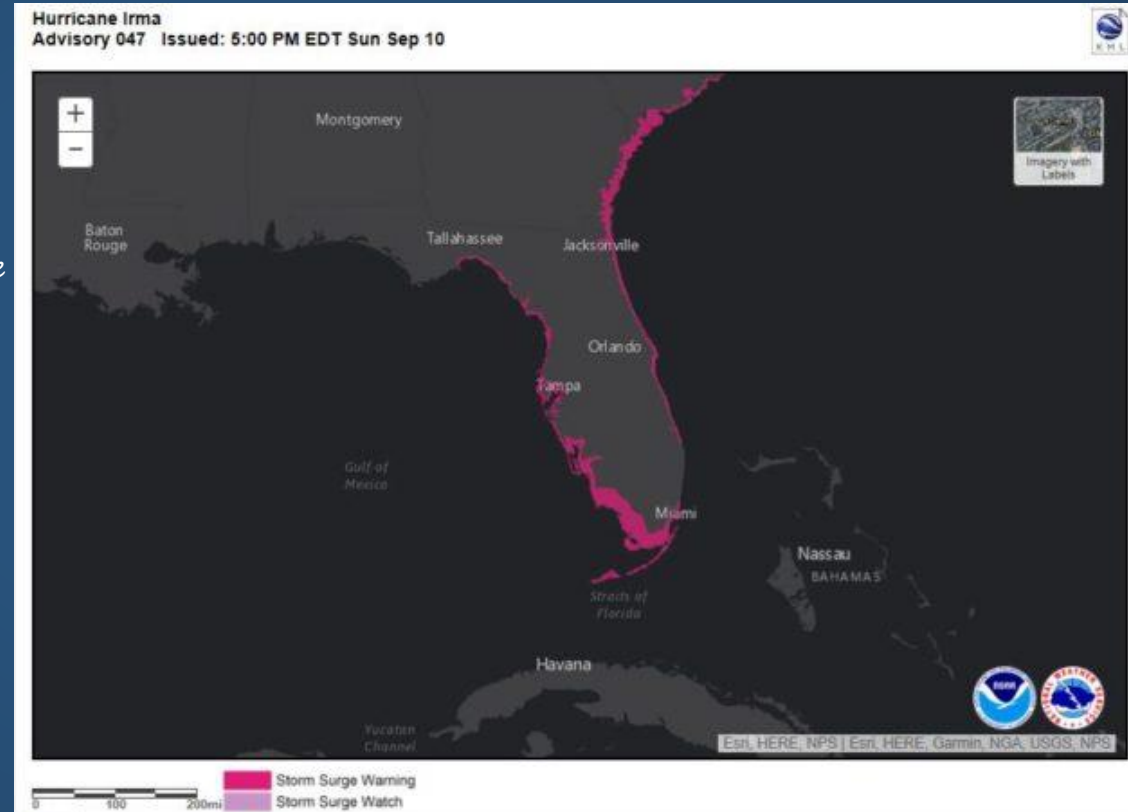 Hurricane Irma
Advisory 047 Issued: 5:00 PM EDT Sun Sep 10
KML
+
−
Montgomery
Imagery with
Labels
Baton
Rouge
Tallahassee
Jacksonville
e
Orlando
Tampa
Gulf of
Mexico
Miami
Nassau
BAHAMAS
Straits of
Florida
Havana
Yucatan
Channel
Esri, HERE, NPS | Esri, HERE, Garmin, NGA, USGS, NPS
Storm Surge Warning
0 100 200mi
Storm Surge Watch